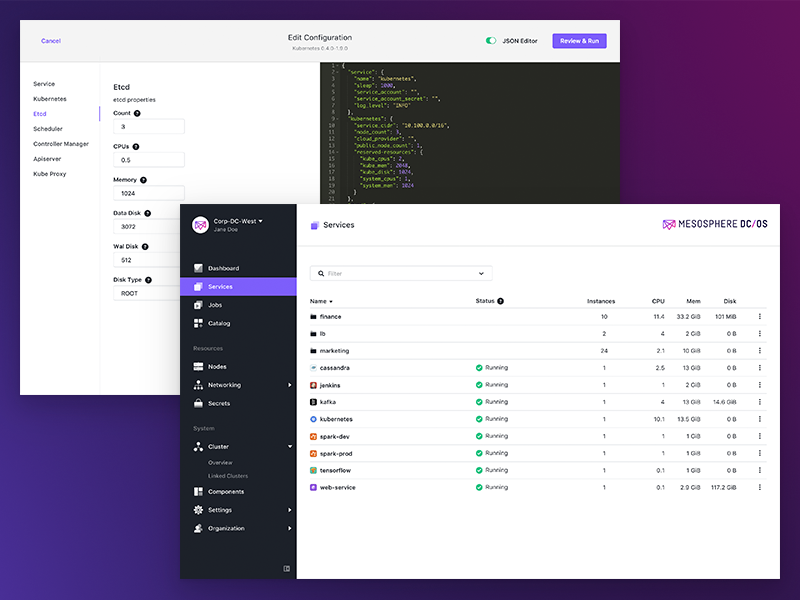 Cancel
Edit Configuration
Kubernetes 0.4.0-1.9.0
JSON Editor
Review & Run
Service
Kubernetes
Etcd
Scheduler
Controller Manager
Apiserver
Kube Proxy
Etcd
etcd properties
Count
3
CPUs
0.5
Memory
1024
Data Disk
3072
Wal Disk
512
Disk Type
ROOT
1 {
2 "service": {
3 "name": "kubernetes",
4 "sleep": 1000,
5 "service_account": "",
6 "service_account_secret": "",
7 "log_level": "INFO"
8 },
9 "kubernetes": {
10 "service_cidr": "10.100.0.0/16",
11 "node_count": 3,
12 "cloud_provider": "",
13 "public_node_count": 1,
14 "reserved_resources": {
15 "kube_cpus": 2,
16 "kube_mem": 2048,
17 "kube_disk": 1024,
18 "system_cpus": 1,
19 "system_mem": 1024
20 }
21 },
Corp-DC-West
Jane Doe
Dashboard
Services
Jobs
Catalog
Resources
Nodes
Networking
Secrets
System
Cluster
Overview
Linked Clusters
Components
Settings
Organization
Services
MESOSPHERE DC/OS
Filter
Name Status Instances CPU Mem Disk
finance 10 11.4 33.2 GiB 101 MiB
lb 2 4 2 GiB 0 B
marketing 24 2.1 10 GiB 0 B
cassandra Running 1 2.5 13 GiB 0 B
jenkins Running 1 1 2 GiB 0 B
kafka Running 1 4 13 GiB 14.6 GiB
kubernetes Running 1 10.1 13.5 GiB 0 B
spark-dev Running 1 1 1 GiB 0 B
spark-prod Running 1 1 1 GiB 0 B
tensorflow Running 1 0.1 1 GiB 0 B
web-service Running 1 0.1 2.9 GiB 117.2 GiB